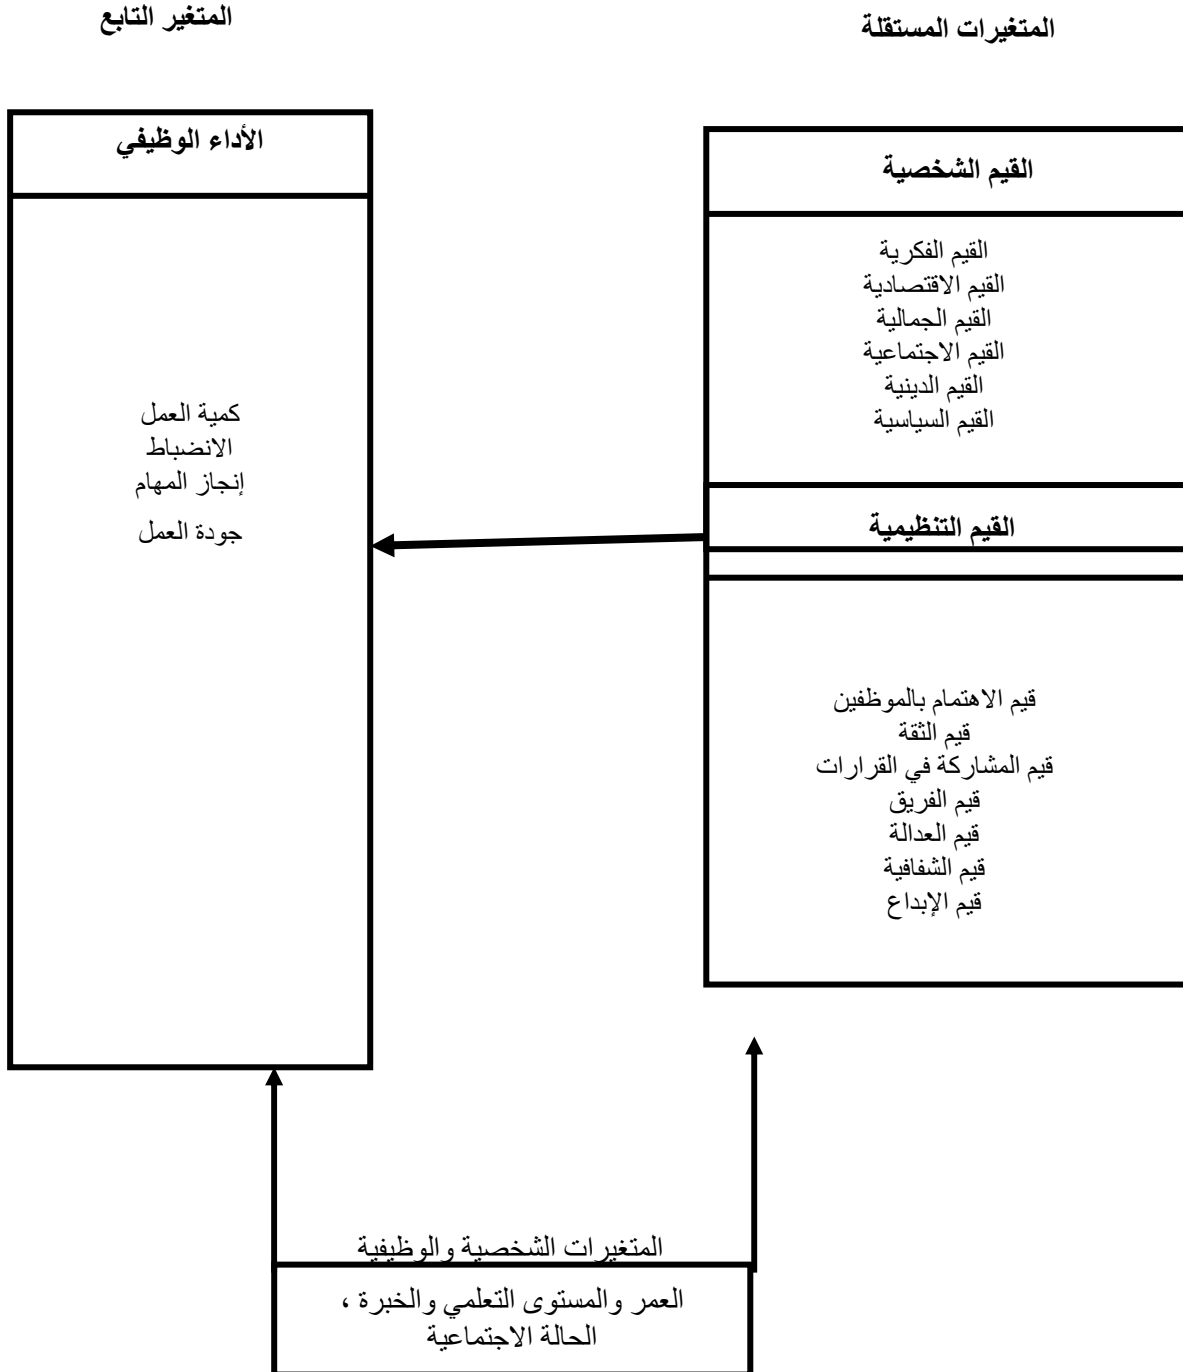 المتغيرات المستقلة
المتغير التابع
القيم الشخصية
القيم الفكرية
القيم الاقتصادية
القيم الجمالية
القيم الاجتماعية
القيم الدينية
القيم السياسية
القيم التنظيمية
قيم الاهتمام بالموظفين
قيم الثقة
قيم المشاركة في القرارات
قيم الفريق
قيم العدالة
قيم الشفافية
قيم الإبداع
الأداء الوظيفي
كمية العمل
الانضباط
إنجاز المهام
جودة العمل
المتغيرات الشخصية والوظيفية
العمر والمستوى التعلمي والخبرة ،
الحالة الاجتماعية